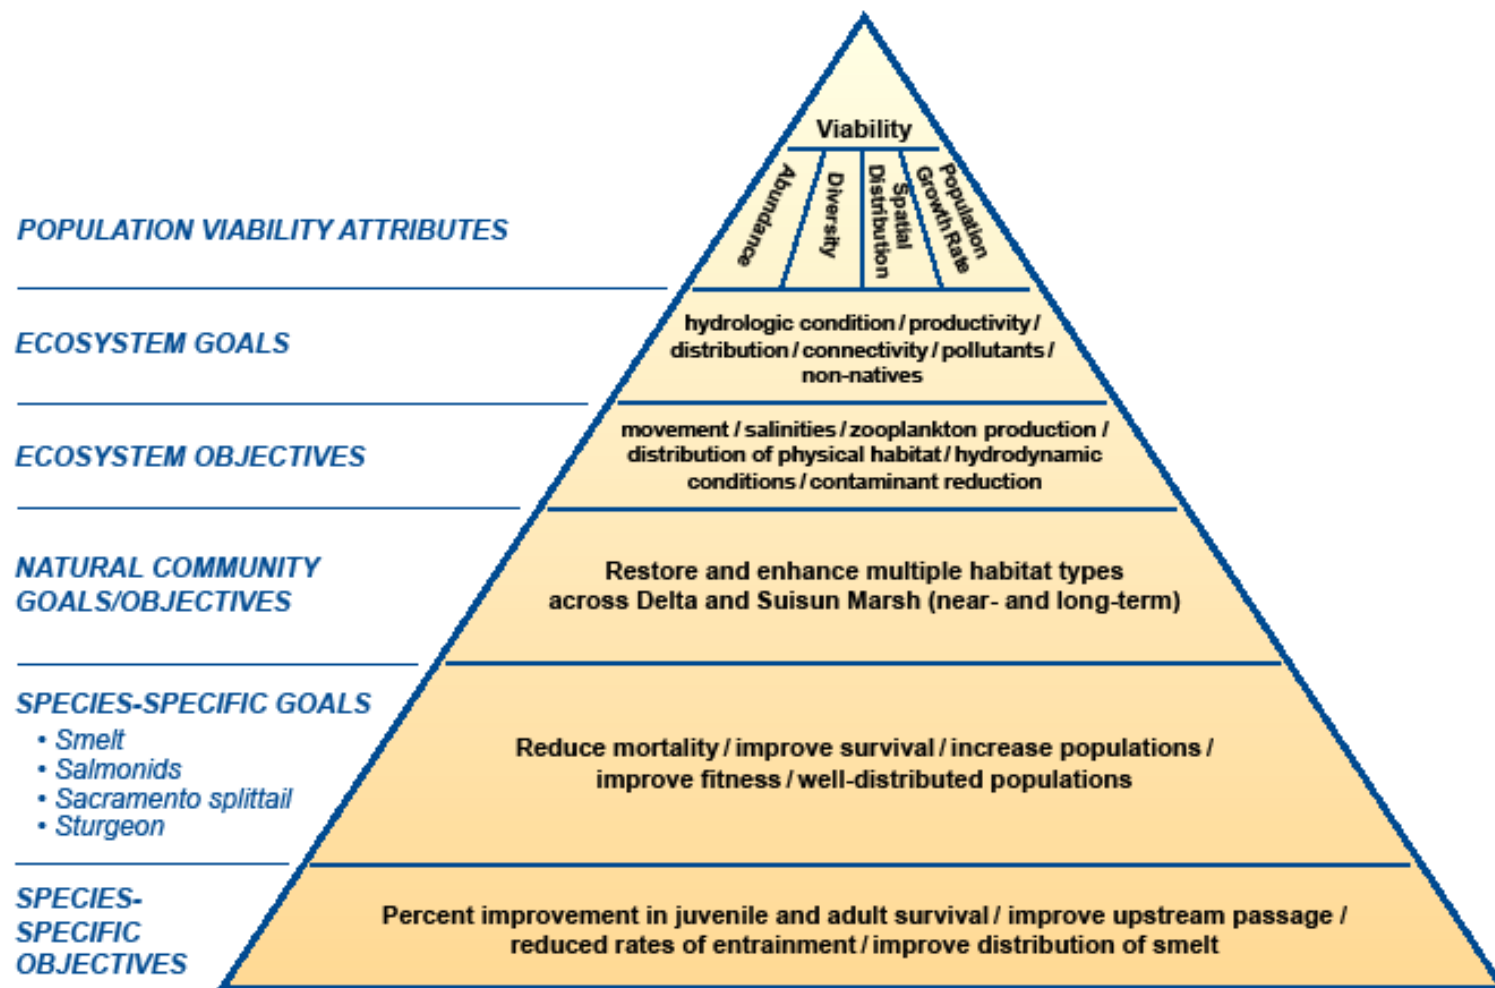 Viability
Abundance
Diversity
Spatial
Distribution
Population
Growth Rate
POPULATION VIABILITY ATTRIBUTES
ECOSYSTEM GOALS
hydrologic condition / productivity /
distribution / connectivity / pollutants /
non-natives
ECOSYSTEM OBJECTIVES
movement / salinities / zooplankton production /
distribution of physical habitat / hydrodynamic
conditions / contaminant reduction
NATURAL COMMUNITY
GOALS/OBJECTIVES
Restore and enhance multiple habitat types
across Delta and Suisun Marsh (near- and long-term)
SPECIES-SPECIFIC GOALS
• Smelt
• Salmonids
• Sacramento splittail
• Sturgeon
Reduce mortality / improve survival / increase populations /
improve fitness / well-distributed populations
SPECIES-
SPECIFIC
OBJECTIVES
Percent improvement in juvenile and adult survival / improve upstream passage /
reduced rates of entrainment / improve distribution of smelt